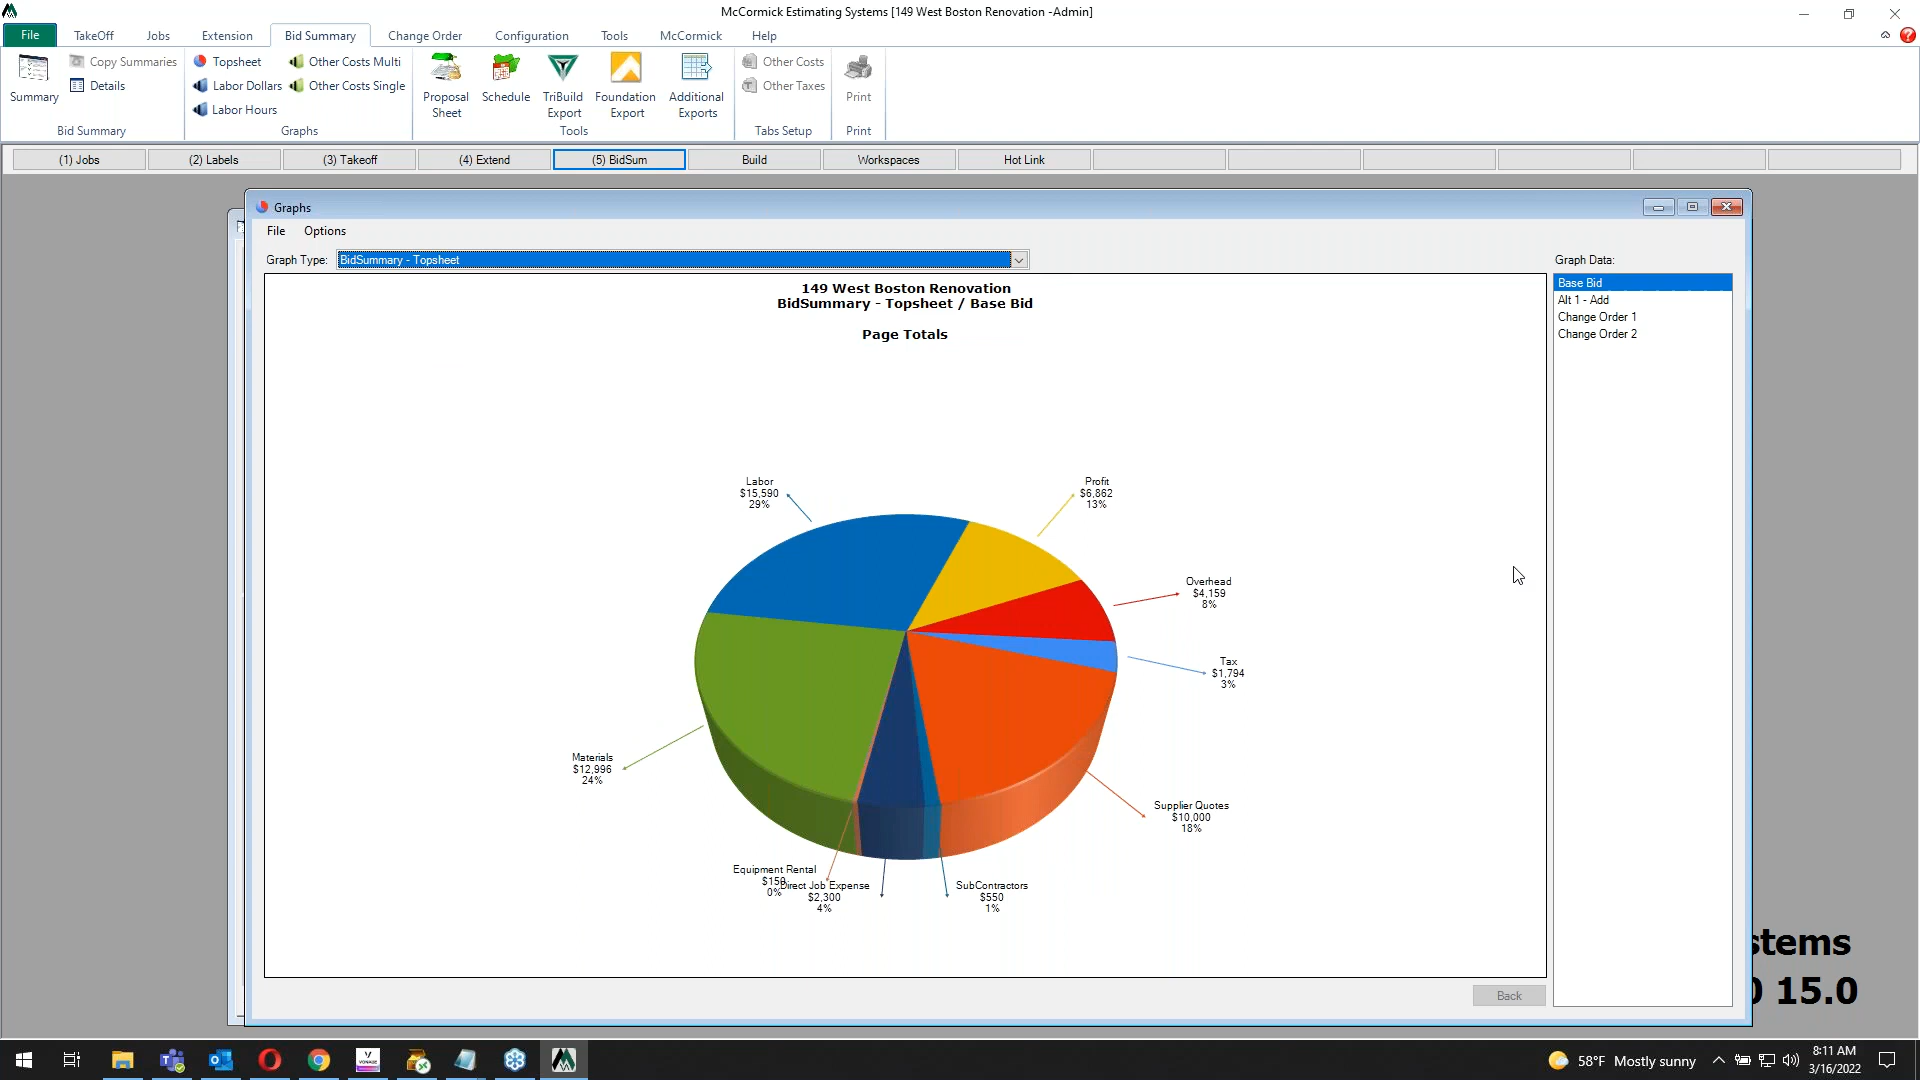 McCormick Estimating Systems [149 West Boston Renovation -Admin]
File
TakeOff
Jobs
Extension
Bid Summary
Change Order
Configuration
Tools
McCormick
Help
Summary
Copy Summaries
Details
Bid Summary
Topsheet
Labor Dollars
Labor Hours
Other Costs Multi
Other Costs Single
Graphs
Proposal
Sheet
Schedule
TriBuild
Export
Foundation
Export
Additional
Exports
Tools
Other Costs
Other Taxes
Tabs Setup
Print
Print
(1) Jobs
(2) Labels
(3) Takeoff
(4) Extend
(5) BidSum
Build
Workspaces
Hot Link
Graphs
File
Options
Graph Type:
BidSummary - Topsheet
Graph Data:
Base Bid
Alt 1 - Add
Change Order 1
Change Order 2
149 West Boston Renovation
BidSummary - Topsheet / Base Bid
Page Totals
Labor
$15,590
29%
Profit
$6,862
13%
Overhead
$4,159
8%
Tax
$1,794
3%
Materials
$12,996
24%
Supplier Quotes
$10,000
18%
Equipment Rental
$150
0%
Direct Job Expense
$2,300
4%
SubContractors
$550
1%
Back
stems
15.0
58°F Mostly sunny
8:11 AM
3/16/2022